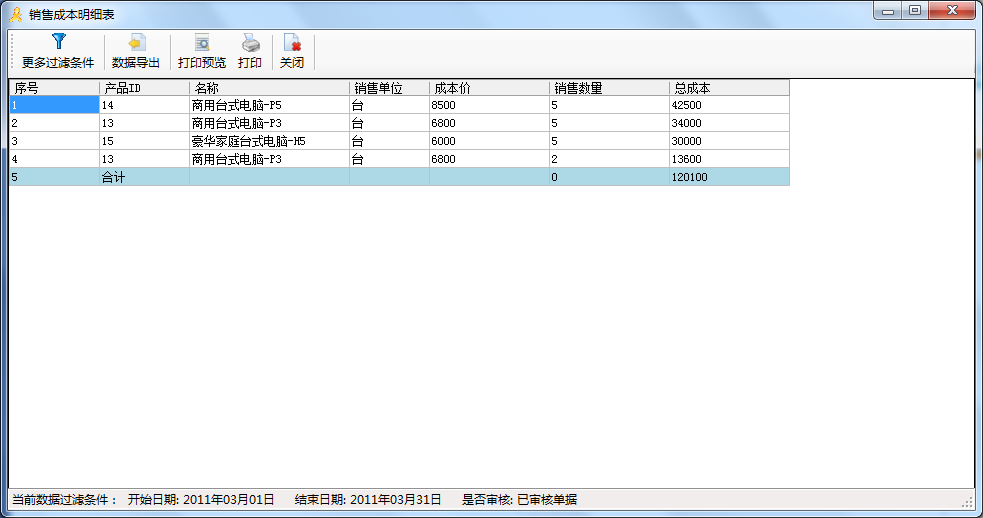 销售成本明细表
更多过滤条件 数据导出 打印预览 打印 关闭
序号 产品ID 名称 销售单位 成本价 销售数量 总成本
1 14 商用台式电脑-P5 台 8500 5 42500
2 13 商用台式电脑-P3 台 6800 5 34000
3 15 豪华家庭台式电脑-H5 台 6000 5 30000
4 13 商用台式电脑-P3 台 6800 2 13600
5 合计 0 120100
当前数据过滤条件： 开始日期: 2011年03月01日 结束日期: 2011年03月31日 是否审核: 已审核单据